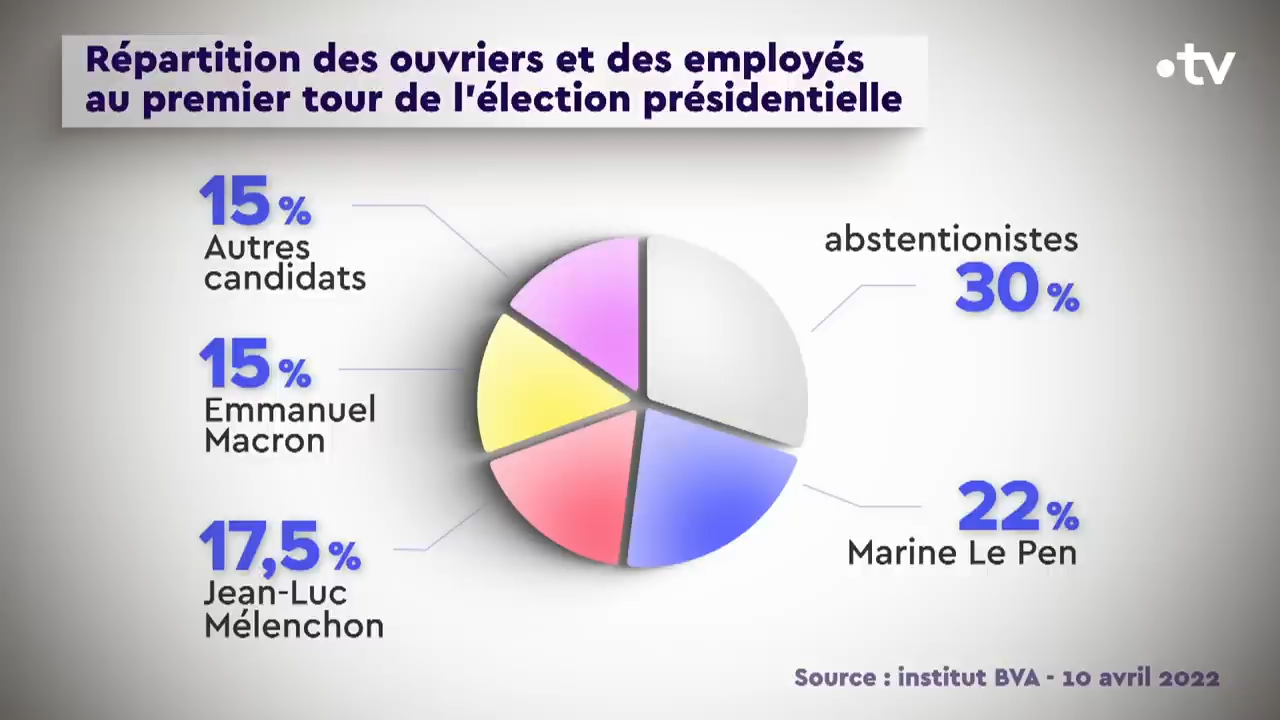 Répartition des ouvriers et des employés
au premier tour de l'élection présidentielle
•tv
15 %
Autres
candidats
abstentionistes
30 %
15 %
Emmanuel
Macron
22 %
Marine Le Pen
17,5 %
Jean-Luc
Mélenchon
Source : institut BVA - 10 avril 2022